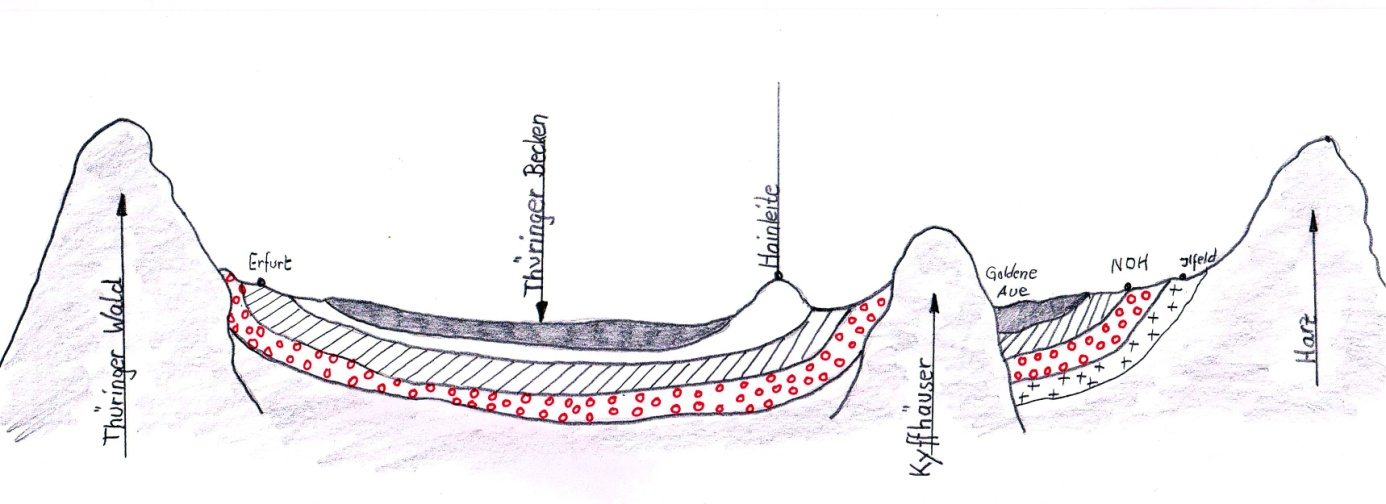 Thüringer Wald
Erfurt
Thüringer Becken
Hainleite
Kyffhäuser
Goldene
Aue
NDH
Ilfeld
Harz